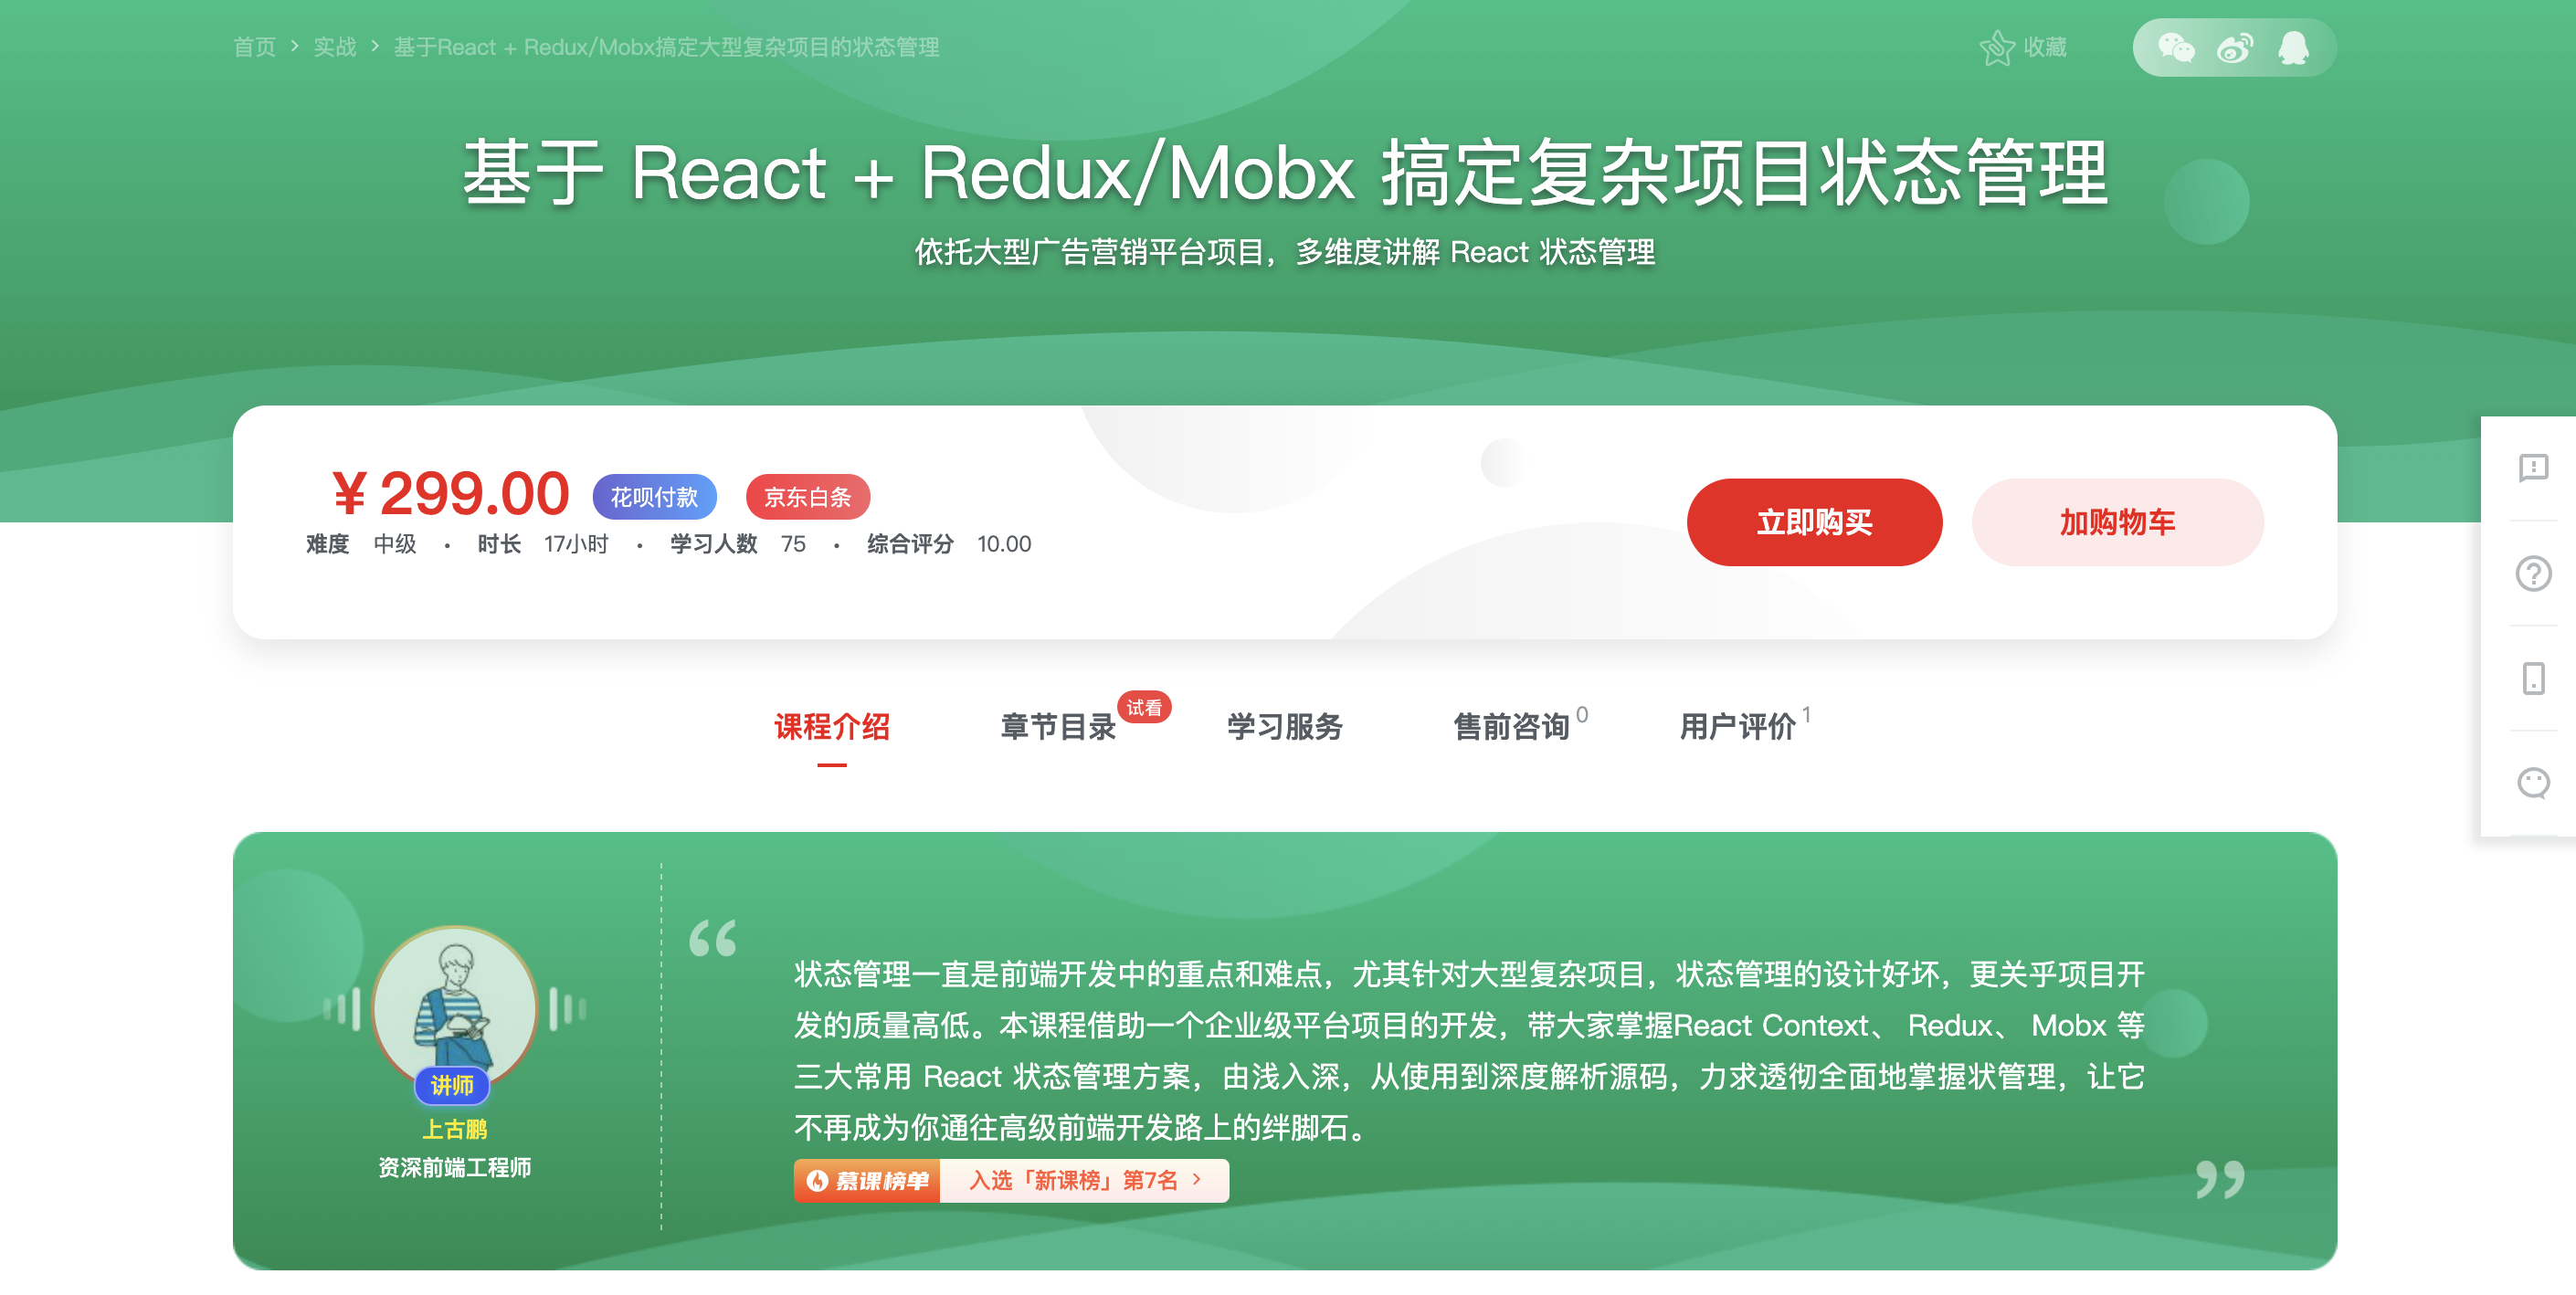 首页 > 实战 > 基于React + Redux/Mobx搞定大型复杂项目的状态管理
收藏
基于 React + Redux/Mobx 搞定复杂项目状态管理
依托大型广告营销平台项目，多维度讲解 React 状态管理
¥ 299.00 花呗付款 京东白条
难度 中级 · 时长 17小时 · 学习人数 75 · 综合评分 10.00
立即购买 加购物车
课程介绍 章节目录 试看 学习服务 售前咨询 0 用户评价 1
讲师
上古鹏
资深前端工程师
“
状态管理一直是前端开发中的重点和难点，尤其针对大型复杂项目，状态管理的设计好坏，更关乎项目开
发的质量高低。本课程借助一个企业级平台项目的开发，带大家掌握React Context、 Redux、 Mobx 等
三大常用 React 状态管理方案，由浅入深，从使用到深度解析源码，力求透彻全面地掌握状管理，让它
不再成为你通往高级前端开发路上的绊脚石。
慕课榜单 入选「新课榜」第7名 >
”